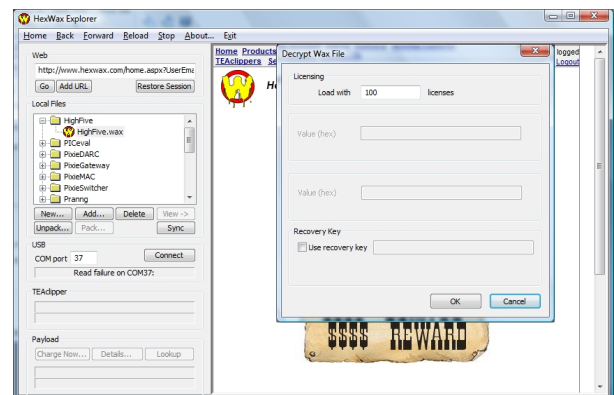 HexWax Explorer
Home Back Forward Reload Stop About... Exit
Web
http://www.hexwax.com/home.aspx?UserEma
Go Add URL Restore Session
Local Files
HighFive
HighFive.wax
PICeval
PixieDARC
PixieGateway
PixieMAC
PixieSwitcher
Pranng
New... Add... Delete View ->
Unpack... Pack... Sync
USB
COM port 37 Connect
Read failure on COM37:
TEAclipper
Payload
Charge Now... Details... Lookup
Home Products
TEAclippers
logged
Logout
Decrypt Wax File
Licensing
Load with 100 licenses
Value (hex)
Value (hex)
Recovery Key
Use recovery key
OK Cancel
$$$$ REWARD